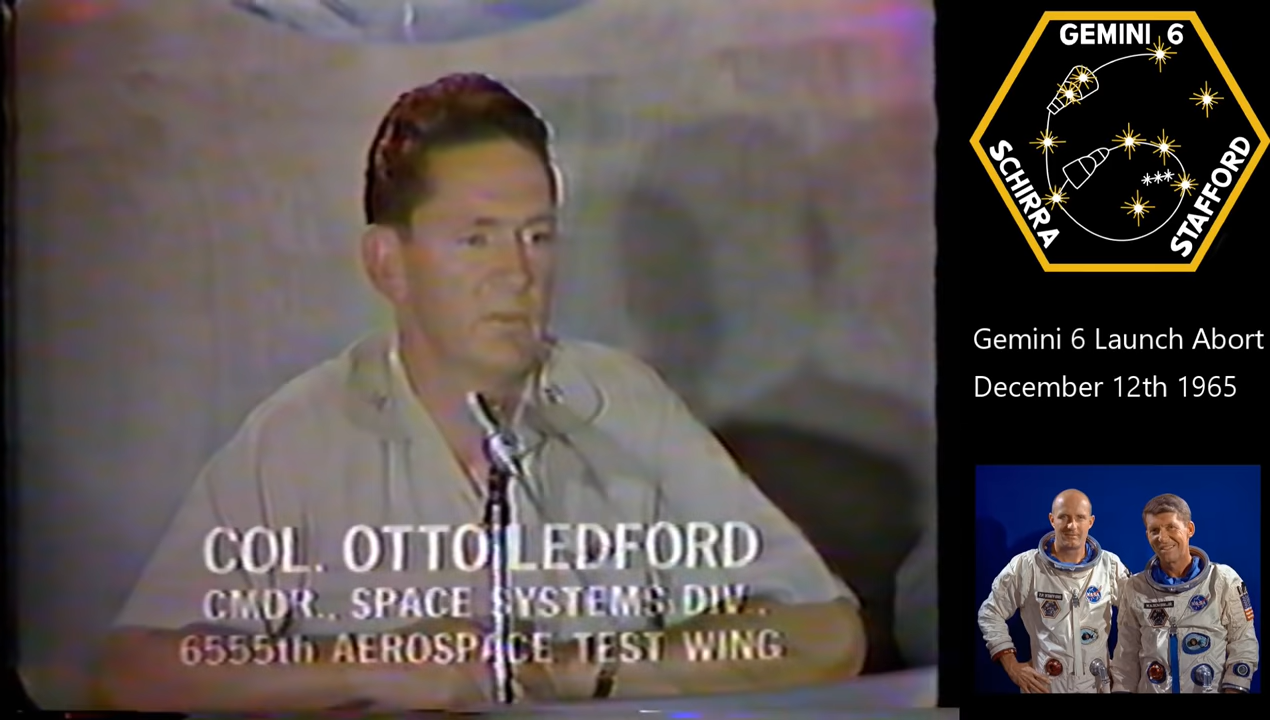 COL. OTTO LEDFORD
CMDR., SPACE SYSTEMS DIV.,
6555th AEROSPACE TEST WING
GEMINI 6
SCHIRRA
STAFFORD
Gemini 6 Launch Abort
December 12th 1965